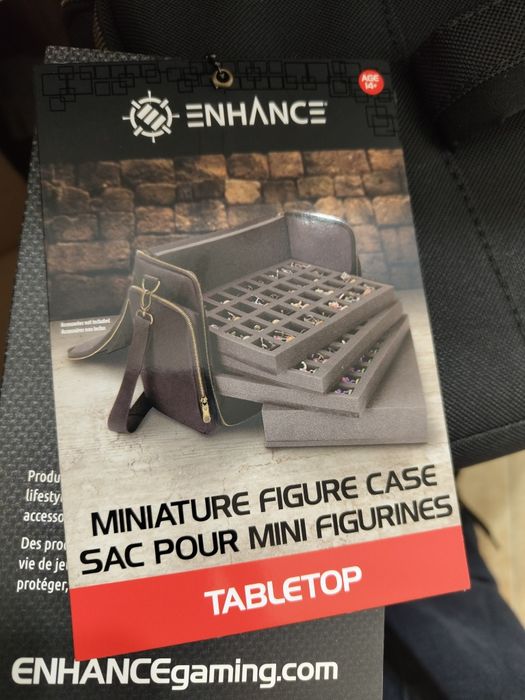 ENHANCE
AGE
14+
Accessories not included
Accessoires non inclus
MINIATURE FIGURE CASE
SAC POUR MINI FIGURINES
TABLETOP
Produ
lifesty
accesso
Des pro
vie de je
protéger,
ENHANCEgaming.com